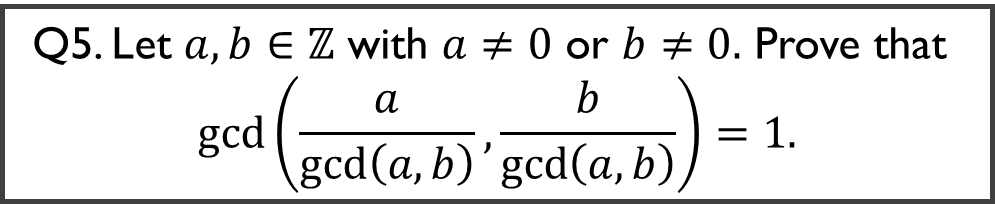 Q5. Let 𝑎, 𝑏 ∈ ℤ with 𝑎 ≠ 0 or 𝑏 ≠ 0. Prove that
gcd(𝑎/gcd(𝑎, 𝑏), 𝑏/gcd(𝑎, 𝑏)) = 1.